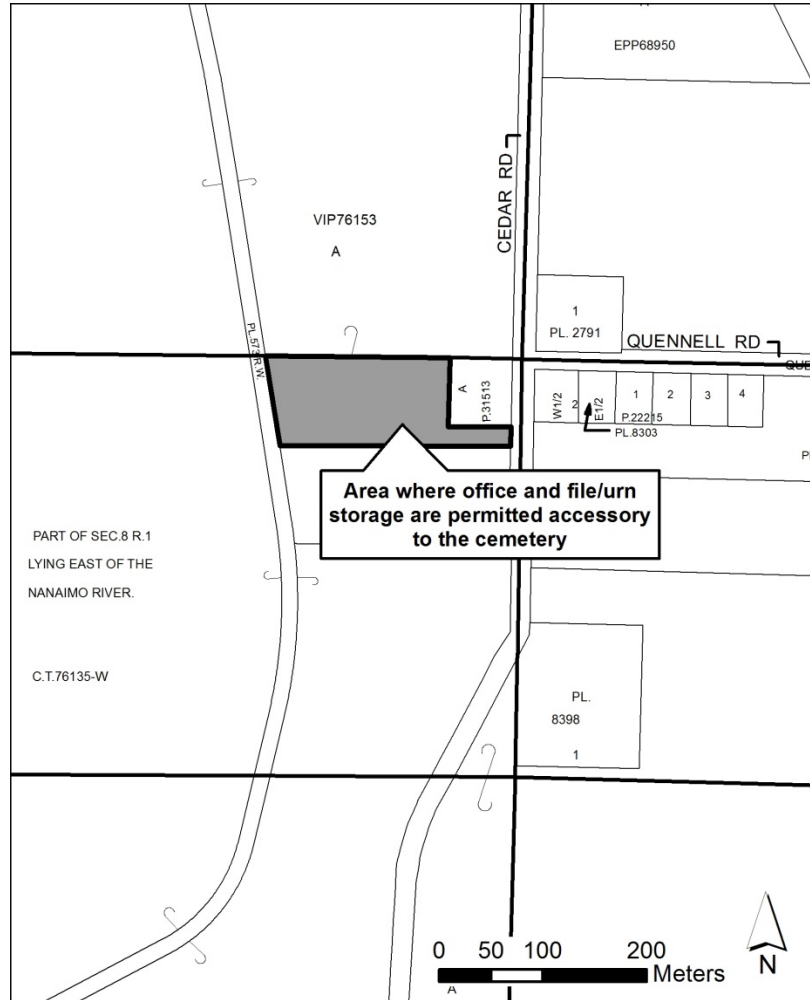 EPP68950
CEDAR RD
VIP76153
A
1
PL. 2791
QUENNELL RD
PL.573 R.W.
A
P.31513
W1/2
2
E1/2
1
2
3
4
P.22215
PL.8303
Area where office and file/urn
storage are permitted accessory
to the cemetery
PART OF SEC.8 R.1
LYING EAST OF THE
NANAIMO RIVER.
C.T.76135-W
PL.
8398
1
0 50 100 200
Meters
N
A